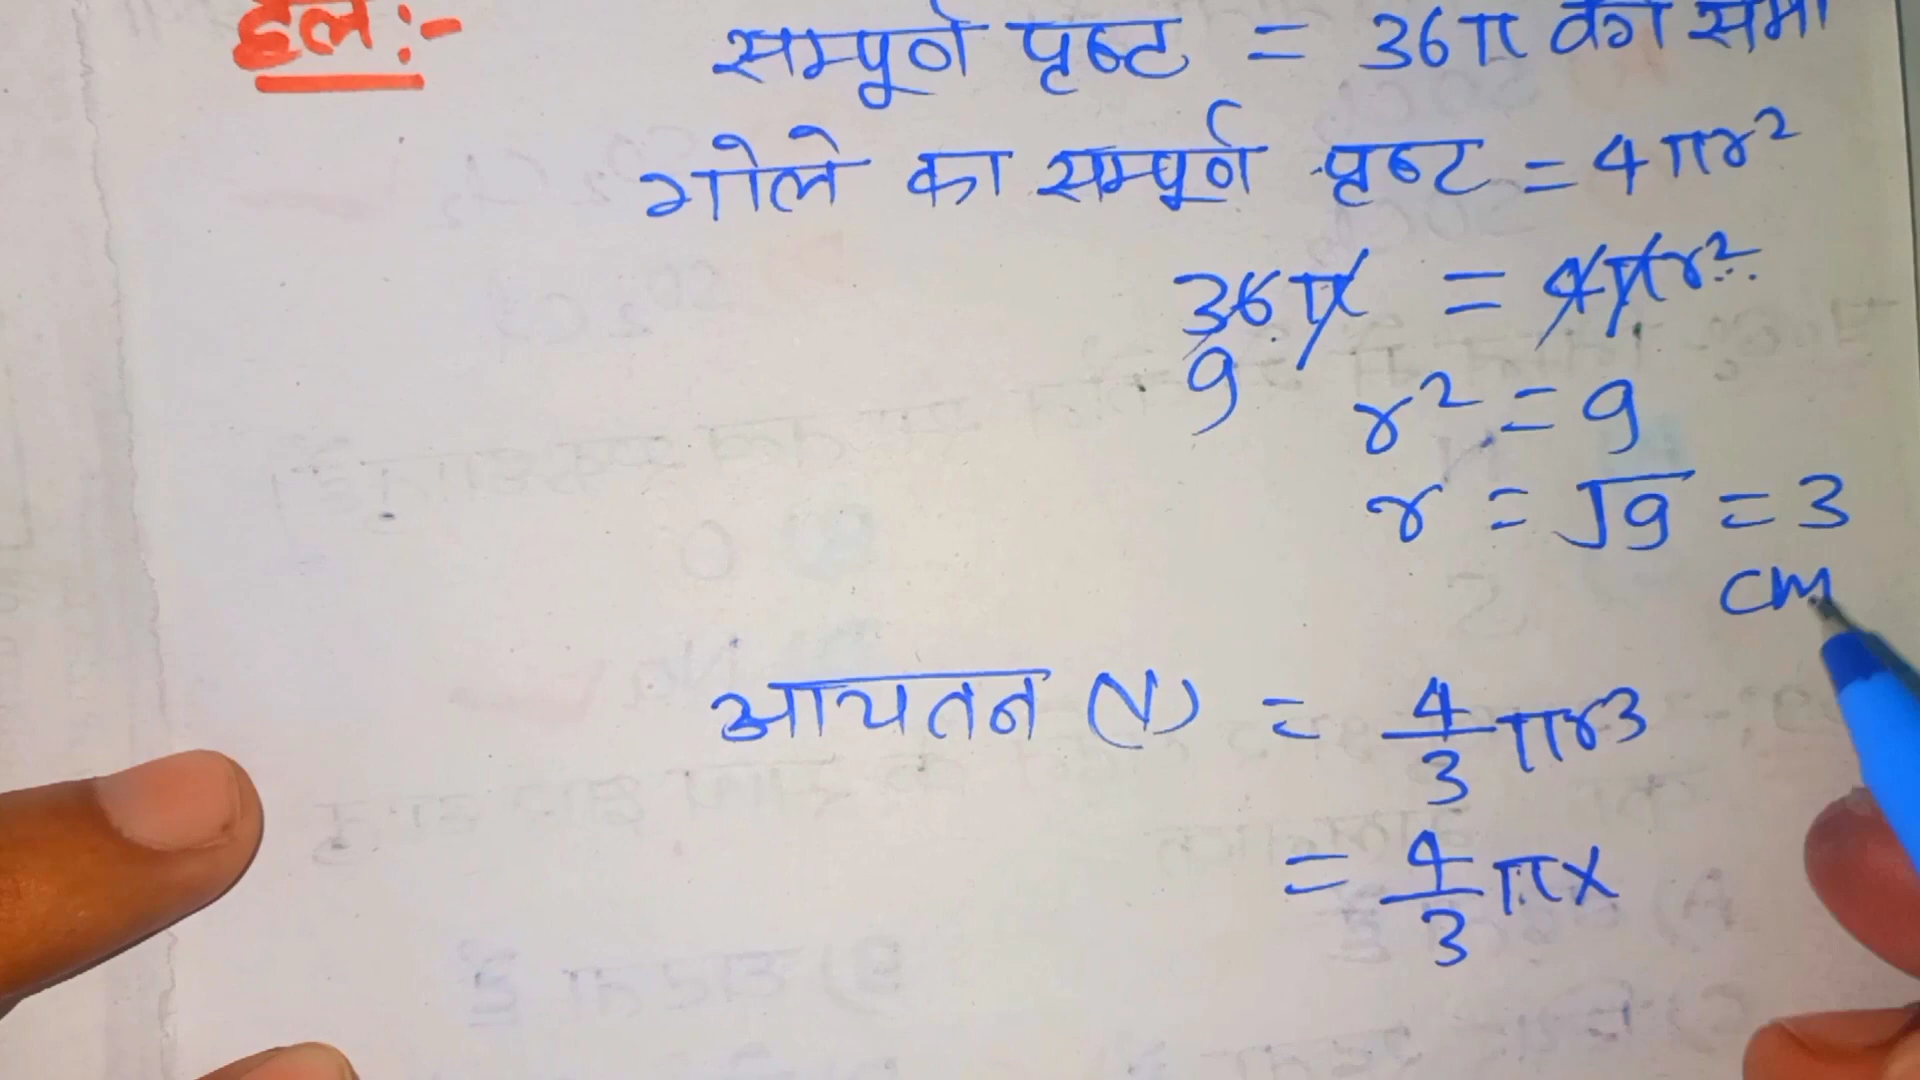 हल:-
सम्पूर्ण पृष्ट = 36π वर्ग सेमी
गोले का सम्पूर्ण पृष्ट = 4πr²
36π = 4πr²
9
r² = 9
r = √9 = 3
cm
आयतन (V) = 4/3 πr3
= 4/3 π×